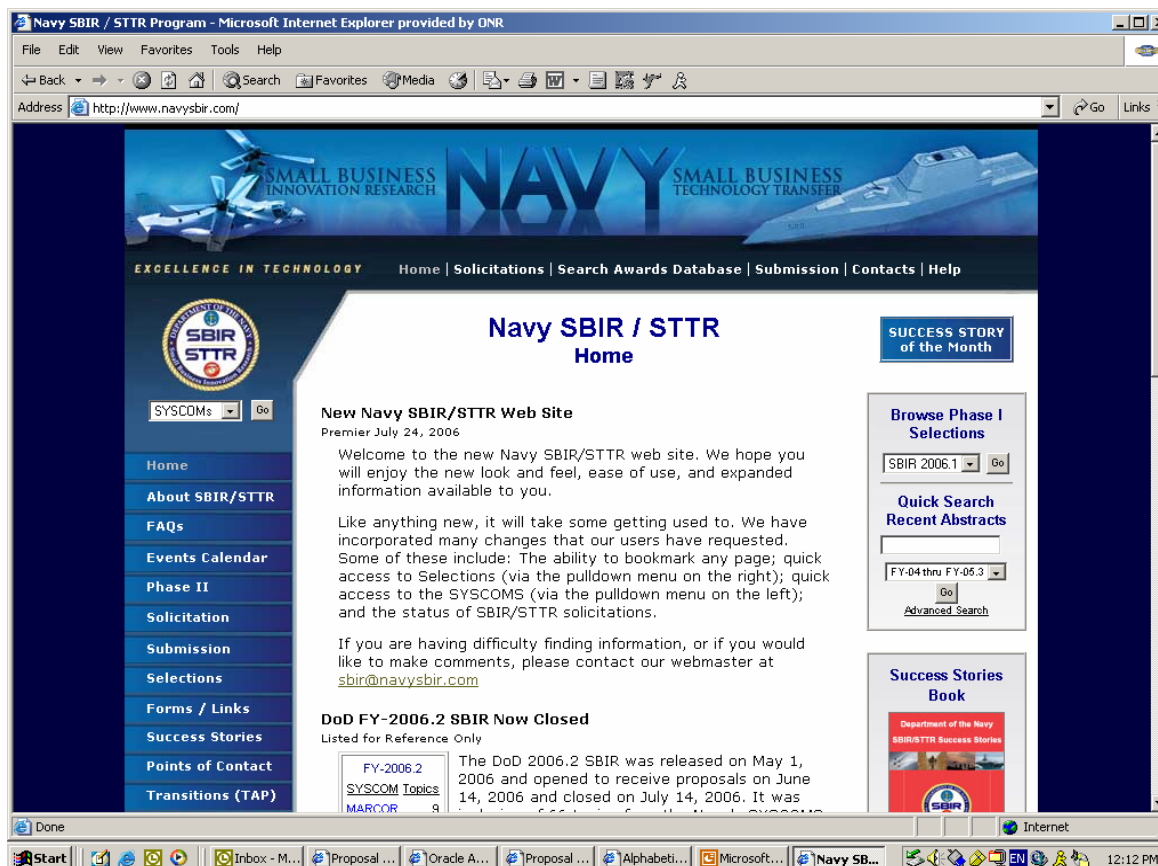 Navy SBIR / STTR Program - Microsoft Internet Explorer provided by ONR
File Edit View Favorites Tools Help
Back Search Favorites Media
Address http://www.navysbir.com/ Go Links
SMALL BUSINESS INNOVATION RESEARCH
NAVY
SMALL BUSINESS TECHNOLOGY TRANSFER
EXCELLENCE IN TECHNOLOGY
Home | Solicitations | Search Awards Database | Submission | Contacts | Help
DEPARTMENT OF THE NAVY
SBIR
STTR
Small Business Innovation Research
SYSCOMs Go
Home
About SBIR/STTR
FAQs
Events Calendar
Phase II
Solicitation
Submission
Selections
Forms / Links
Success Stories
Points of Contact
Transitions (TAP)
Navy SBIR / STTR
Home
New Navy SBIR/STTR Web Site
Premier July 24, 2006
Welcome to the new Navy SBIR/STTR web site. We hope you
will enjoy the new look and feel, ease of use, and expanded
information available to you.
Like anything new, it will take some getting used to. We have
incorporated many changes that our users have requested.
Some of these include: The ability to bookmark any page; quick
access to Selections (via the pulldown menu on the right); quick
access to the SYSCOMS (via the pulldown menu on the left);
and the status of SBIR/STTR solicitations.
If you are having difficulty finding information, or if you would
like to make comments, please contact our webmaster at
sbir@navysbir.com
DoD FY-2006.2 SBIR Now Closed
Listed for Reference Only
FY-2006.2
SYSCOM Topics
MARCOR 9
The DoD 2006.2 SBIR was released on May 1,
2006 and opened to receive proposals on June
14, 2006 and closed on July 14, 2006. It was
SUCCESS STORY
of the Month
Browse Phase I
Selections
SBIR 2006.1 Go
Quick Search
Recent Abstracts
FY-04 thru FY-05.3
Go
Advanced Search
Success Stories
Book
Department of the Navy
SBIR/STTR Success Stories
SBIR
Done Internet
Start Inbox - M... Proposal ... Oracle A... Proposal ... Alphabeti... Microsoft... Navy SB... EN 12:12 PM